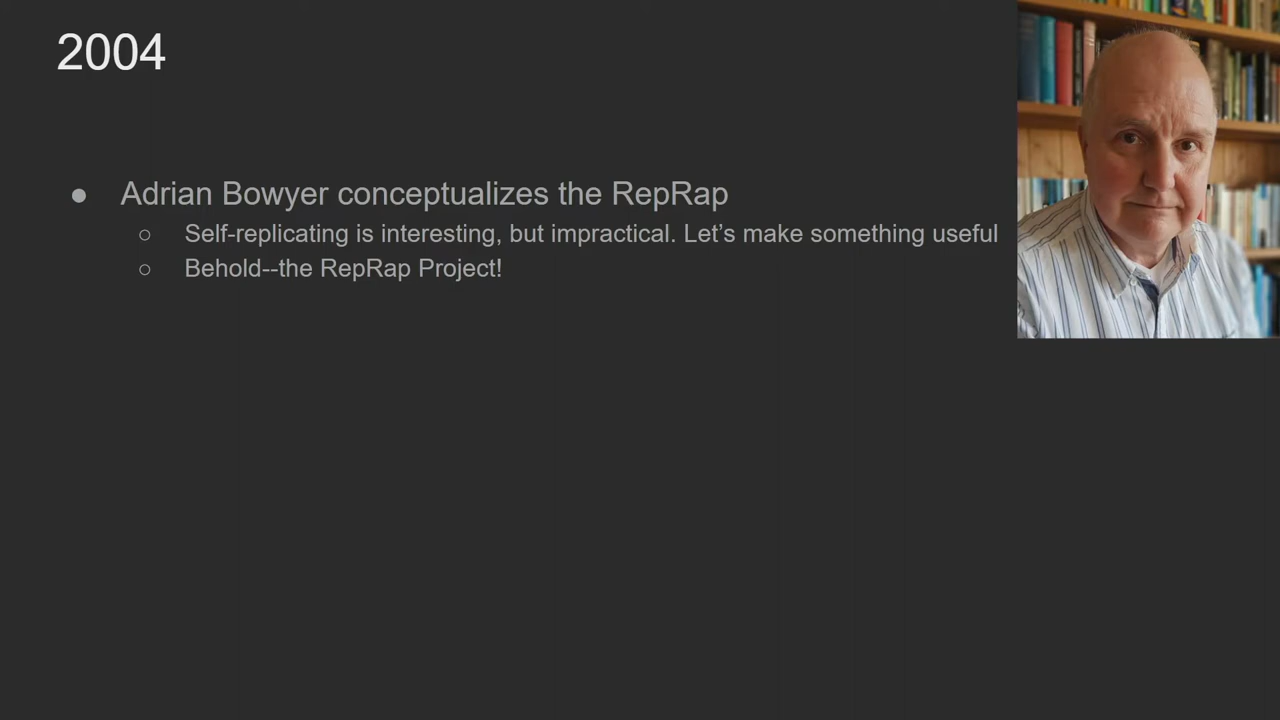 2004
● Adrian Bowyer conceptualizes the RepRap
○ Self-replicating is interesting, but impractical. Let’s make something useful
○ Behold--the RepRap Project!